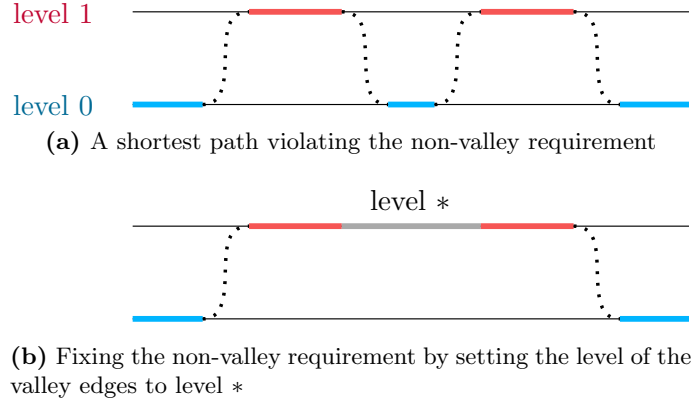 level 1
level 0
(a) A shortest path violating the non-valley requirement
level ∗
(b) Fixing the non-valley requirement by setting the level of the
valley edges to level ∗